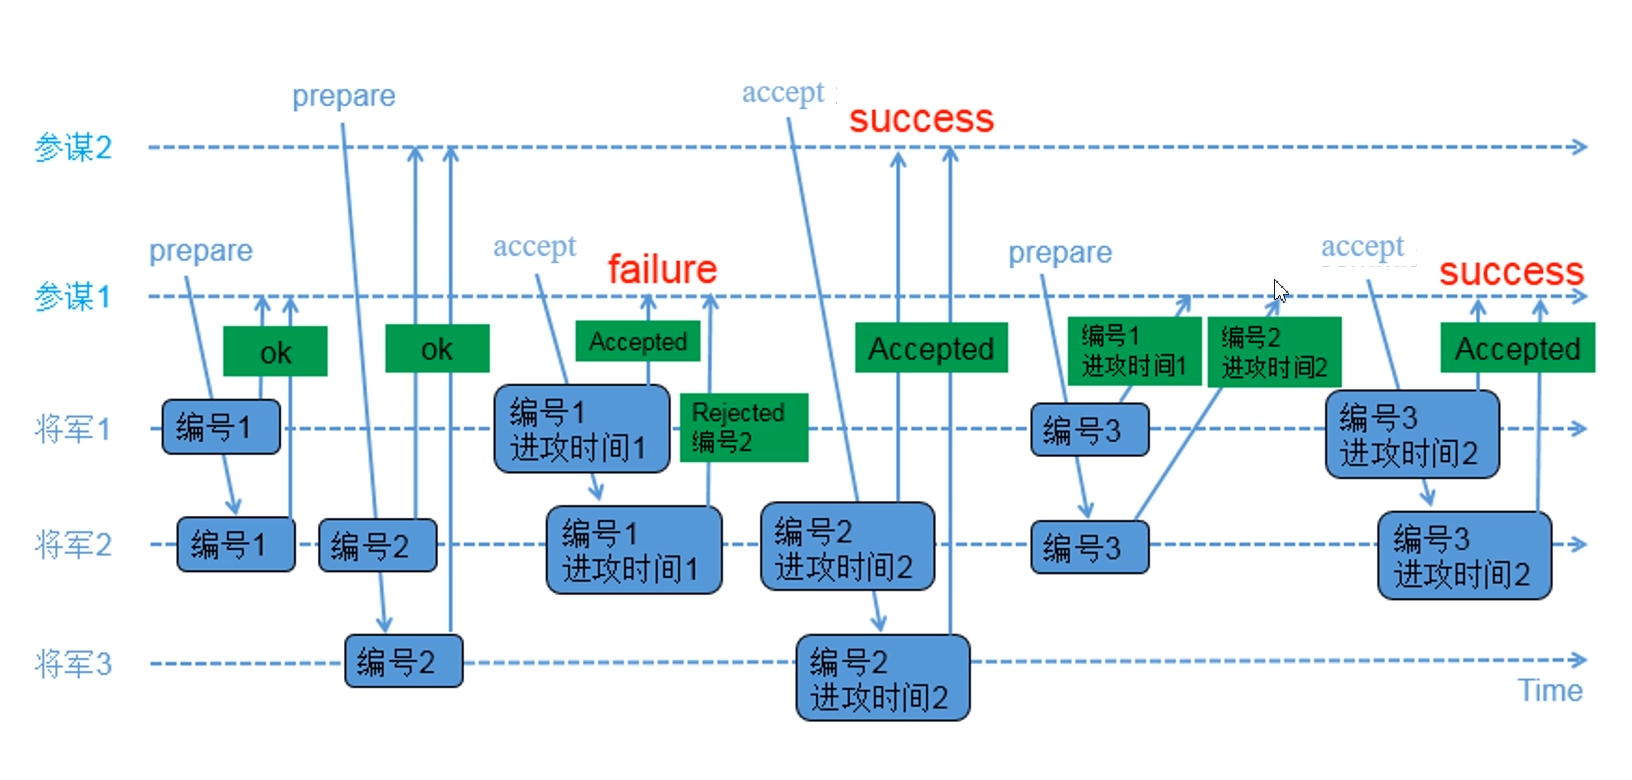 prepare
accept
success
参谋2
prepare
accept
failure
prepare
accept
success
参谋1
ok
ok
Accepted
Accepted
编号1
进攻时间1
编号2
进攻时间2
Accepted
将军1
编号1
编号1
进攻时间1
Rejected
编号2
编号3
编号3
进攻时间2
将军2
编号1
编号2
编号1
进攻时间1
编号2
进攻时间2
编号3
编号3
进攻时间2
将军3
编号2
编号2
进攻时间2
Time